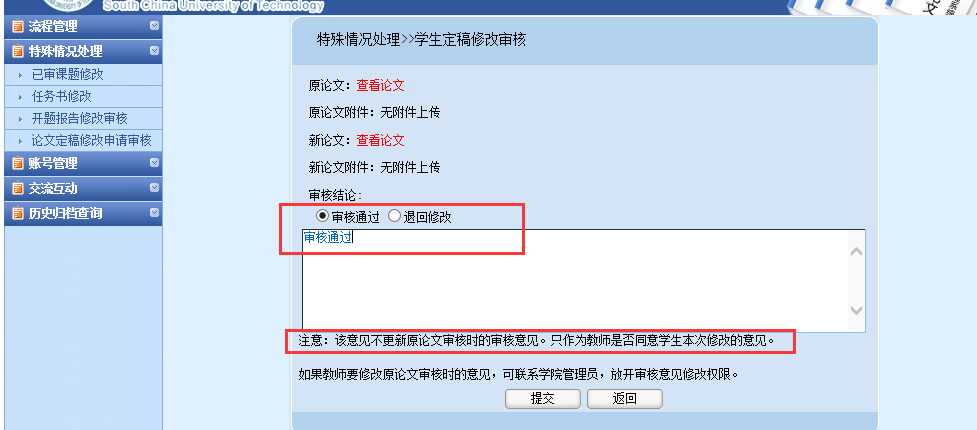 South China University of Technology
流程管理
特殊情况处理
已审课题修改
任务书修改
开题报告修改审核
论文定稿修改申请审核
账号管理
交流互动
历史归档查询
特殊情况处理>>学生定稿修改审核
原论文：查看论文
原论文附件：无附件上传
新论文：查看论文
新论文附件：无附件上传
审核结论：
审核通过 退回修改
审核通过
注意：该意见不更新原论文审核时的审核意见。只作为教师是否同意学生本次修改的意见。
如果教师要修改原论文审核时的意见，可联系学院管理员，放开审核意见修改权限。
提交 返回